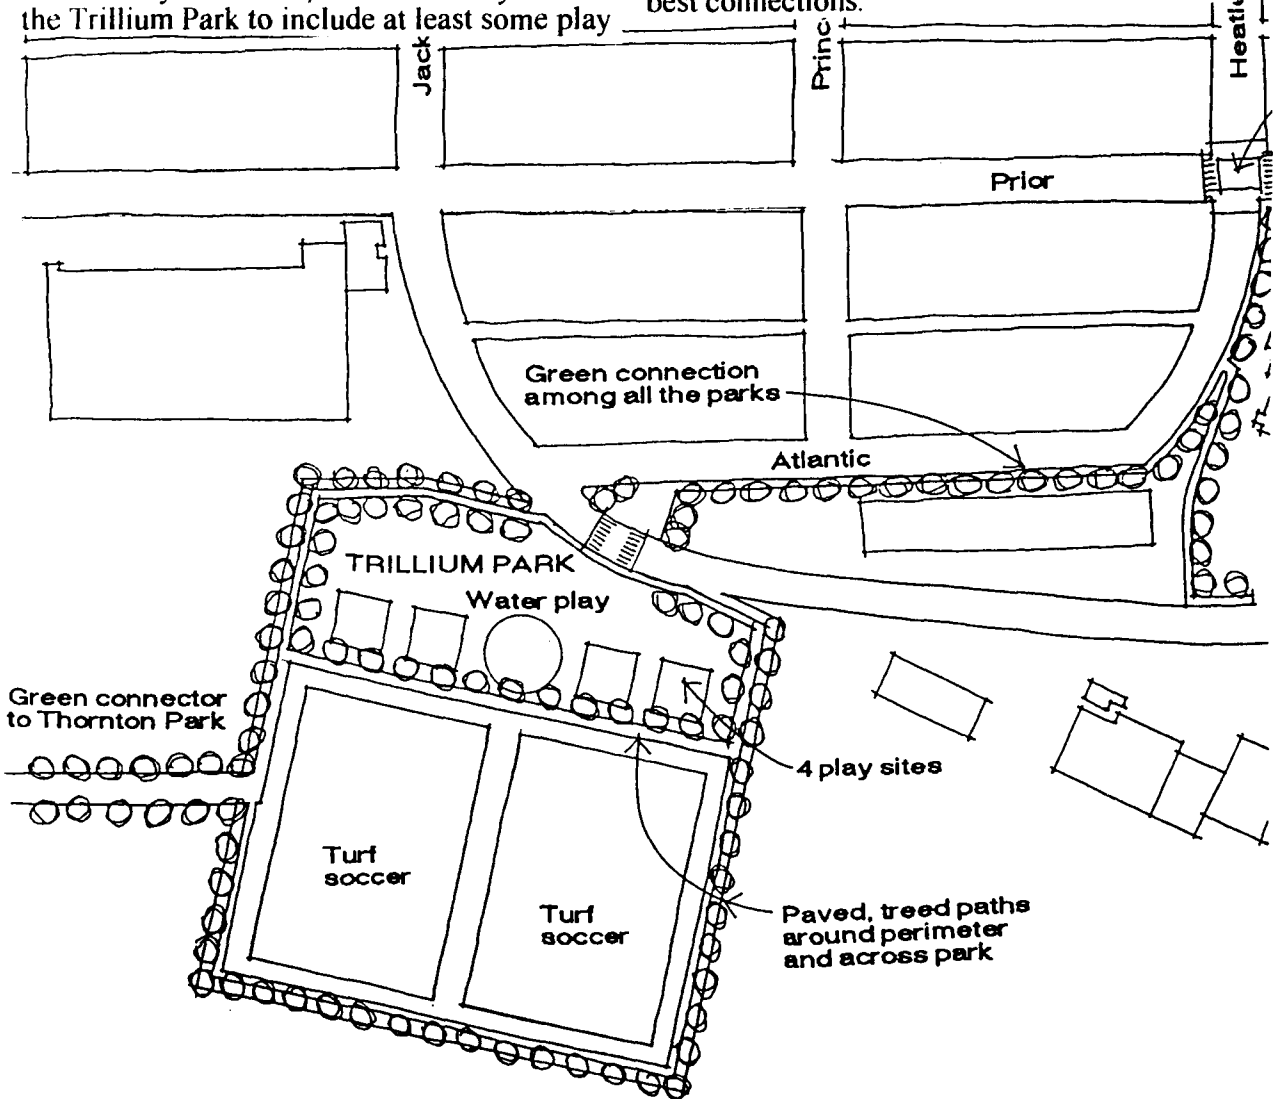 the Trillium Park to include at least some play
best connections.
Jack
Princ
Heatle
Prior
Green connection
among all the parks
Atlantic
TRILLIUM PARK
Water play
Green connector
to Thornton Park
4 play sites
Turf
soccer
Turf
soccer
Paved, treed paths
around perimeter
and across park